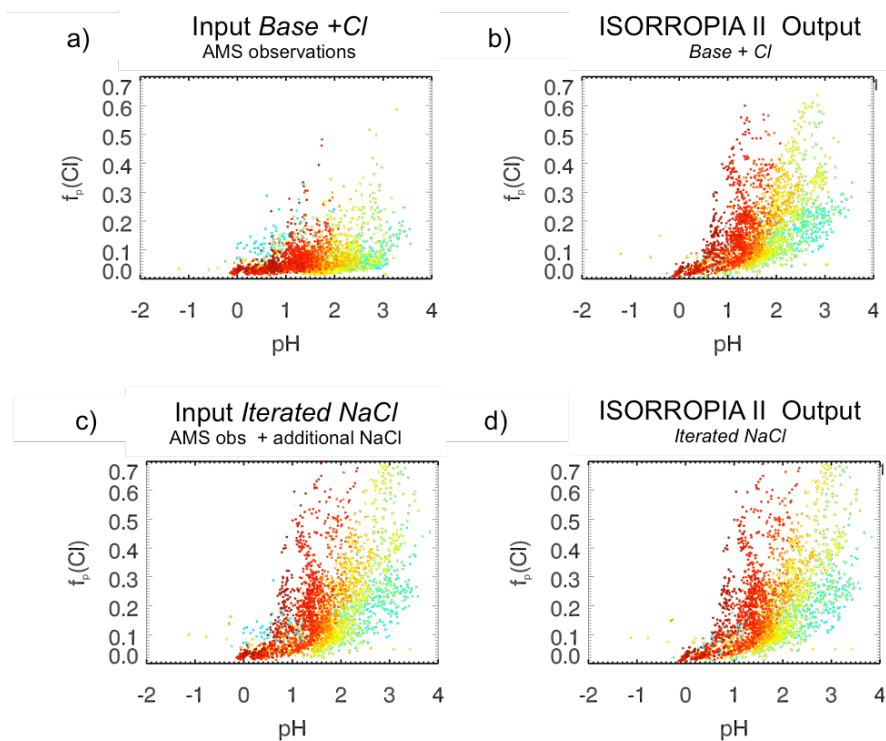 a)
Input Base +Cl
AMS observations
0.7
0.6
0.5
0.4
0.3
0.2
0.1
0.0
fp(Cl)
-2 -1 0 1 2 3 4
pH
b)
ISORROPIA II Output
Base + Cl
0.7
0.6
0.5
0.4
0.3
0.2
0.1
0.0
fp(Cl)
-2 -1 0 1 2 3 4
pH
c)
Input Iterated NaCl
AMS obs + additional NaCl
0.7
0.6
0.5
0.4
0.3
0.2
0.1
0.0
fp(Cl)
-2 -1 0 1 2 3 4
pH
d)
ISORROPIA II Output
Iterated NaCl
0.7
0.6
0.5
0.4
0.3
0.2
0.1
0.0
fp(Cl)
-2 -1 0 1 2 3 4
pH